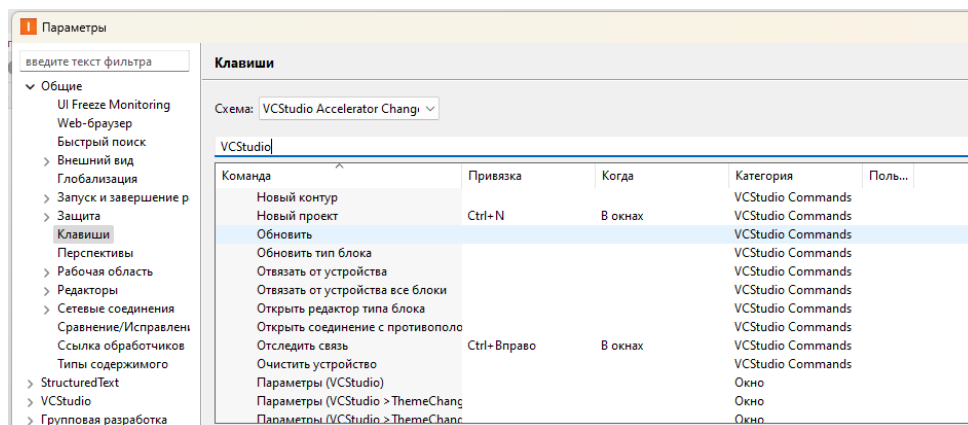 Параметры
введите текст фильтра
Общие
UI Freeze Monitoring
Web-браузер
Быстрый поиск
Внешний вид
Глобализация
Запуск и завершение р
Защита
Клавиши
Перспективы
Рабочая область
Редакторы
Сетевые соединения
Сравнение/Исправлени
Ссылка обработчиков
Типы содержимого
StructuredText
VCStudio
Групповая разработка
Клавиши
Схема: VCStudio Accelerator Chang
VCStudio
Команда Привязка Когда Категория Поль...
Новый контур VCStudio Commands
Новый проект Ctrl+N В окнах VCStudio Commands
Обновить VCStudio Commands
Обновить тип блока VCStudio Commands
Отвязать от устройства VCStudio Commands
Отвязать от устройства все блоки VCStudio Commands
Открыть редактор типа блока VCStudio Commands
Открыть соединение с противополо VCStudio Commands
Отследить связь Ctrl+Вправо В окнах VCStudio Commands
Очистить устройство VCStudio Commands
Параметры (VCStudio) Окно
Параметры (VCStudio > ThemeChang Окно
Параметры (VCStudio > ThemeChang Окно